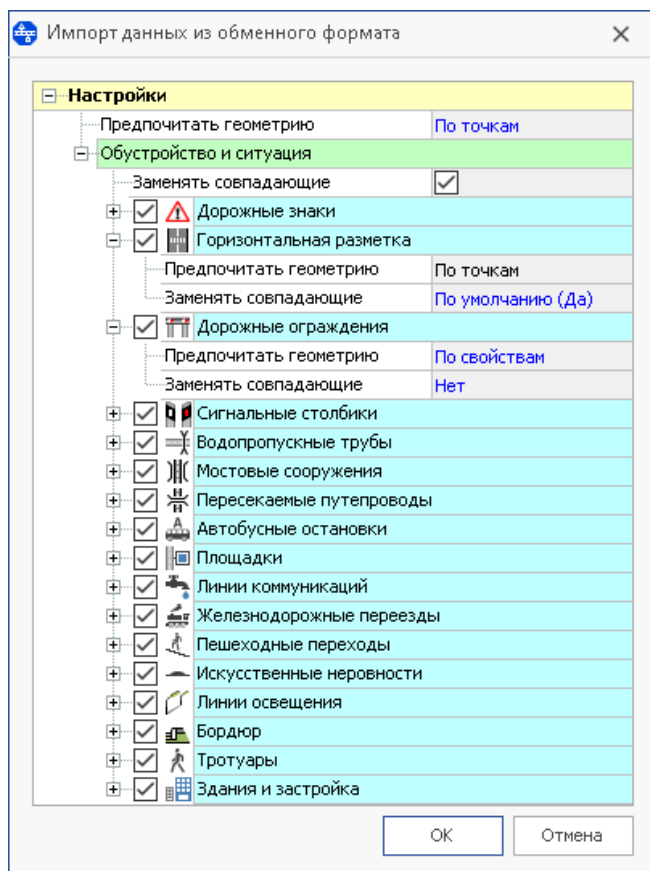 Импорт данных из обменного формата
Настройки
Предпочитать геометрию По точкам
Обустройство и ситуация
Заменять совпадающие
Дорожные знаки
Горизонтальная разметка
Предпочитать геометрию По точкам
Заменять совпадающие По умолчанию (Да)
Дорожные ограждения
Предпочитать геометрию По свойствам
Заменять совпадающие Нет
Сигнальные столбики
Водопропускные трубы
Мостовые сооружения
Пересекаемые путепроводы
Автобусные остановки
Площадки
Линии коммуникаций
Железнодорожные переезды
Пешеходные переходы
Искусственные неровности
Линии освещения
Бордюр
Тротуары
Здания и застройка
ОК Отмена